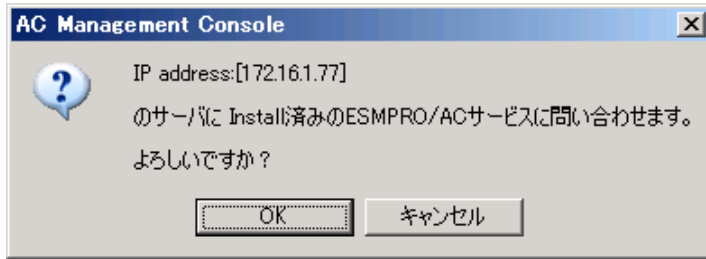 AC Management Console
IP address:[172.16.1.77]
のサーバに Install済みのESMPRO/ACサービスに問い合わせます。
よろしいですか？
OK
キャンセル